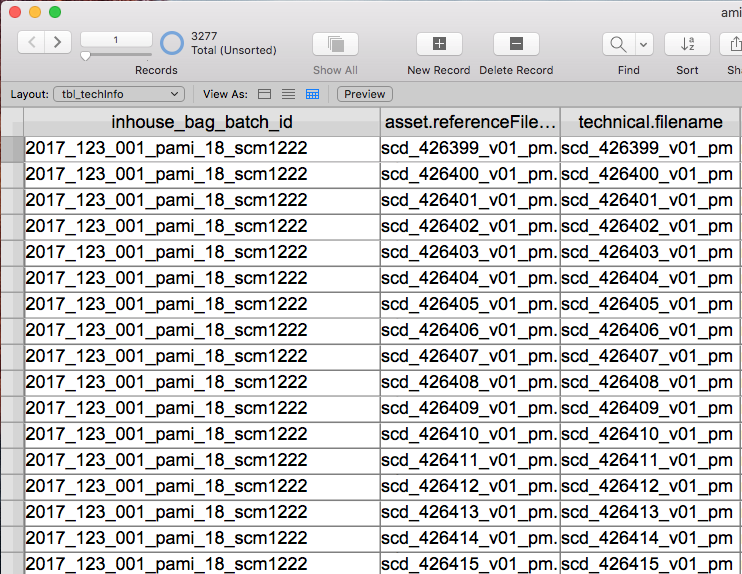 ami
1
3277
Total (Unsorted)
Records
Show All
New Record
Delete Record
Find
Sort
Sha
Layout: tbl_techInfo View As: Preview
inhouse_bag_batch_id asset.referenceFile... technical.filename
2017_123_001_pami_18_scm1222 scd_426399_v01_pm. scd_426399_v01_pm
2017_123_001_pami_18_scm1222 scd_426400_v01_pm. scd_426400_v01_pm
2017_123_001_pami_18_scm1222 scd_426401_v01_pm. scd_426401_v01_pm
2017_123_001_pami_18_scm1222 scd_426402_v01_pm. scd_426402_v01_pm
2017_123_001_pami_18_scm1222 scd_426403_v01_pm. scd_426403_v01_pm
2017_123_001_pami_18_scm1222 scd_426404_v01_pm. scd_426404_v01_pm
2017_123_001_pami_18_scm1222 scd_426405_v01_pm. scd_426405_v01_pm
2017_123_001_pami_18_scm1222 scd_426406_v01_pm. scd_426406_v01_pm
2017_123_001_pami_18_scm1222 scd_426407_v01_pm. scd_426407_v01_pm
2017_123_001_pami_18_scm1222 scd_426408_v01_pm. scd_426408_v01_pm
2017_123_001_pami_18_scm1222 scd_426409_v01_pm. scd_426409_v01_pm
2017_123_001_pami_18_scm1222 scd_426410_v01_pm. scd_426410_v01_pm
2017_123_001_pami_18_scm1222 scd_426411_v01_pm. scd_426411_v01_pm
2017_123_001_pami_18_scm1222 scd_426412_v01_pm. scd_426412_v01_pm
2017_123_001_pami_18_scm1222 scd_426413_v01_pm. scd_426413_v01_pm
2017_123_001_pami_18_scm1222 scd_426414_v01_pm. scd_426414_v01_pm
2017_123_001_pami_18_scm1222 scd_426415_v01_pm. scd_426415_v01_pm